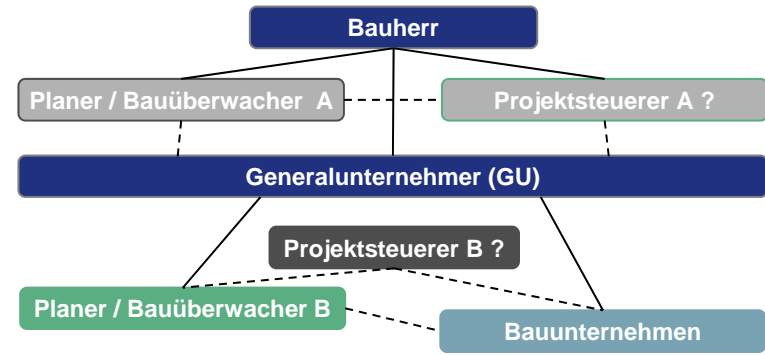 Bauherr
Planer / Bauüberwacher A
Projektsteuerer A ?
Generalunternehmer (GU)
Projektsteuerer B ?
Planer / Bauüberwacher B
Bauunternehmen